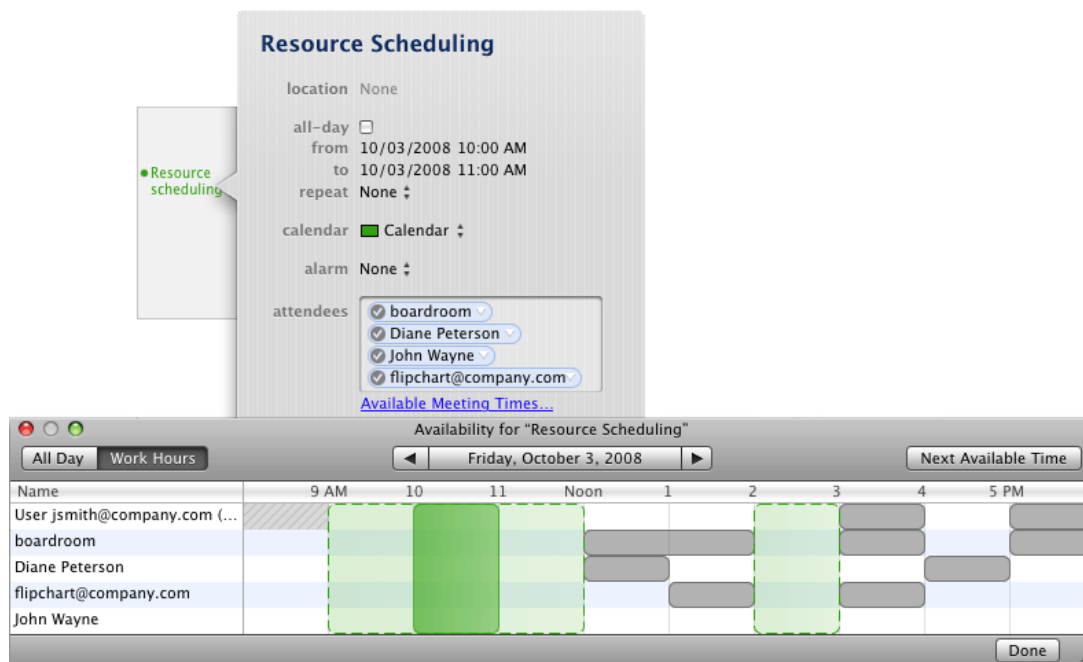 Resource Scheduling
location None
all-day
from 10/03/2008 10:00 AM
to 10/03/2008 11:00 AM
repeat None
calendar Calendar
alarm None
attendees boardroom
Diane Peterson
John Wayne
flipchart@company.com
Available Meeting Times...
Resource
scheduling
Availability for “Resource Scheduling”
All Day Work Hours Friday, October 3, 2008 Next Available Time
Name 9 AM 10 11 Noon 1 2 3 4 5 PM
User jsmith@company.com (...
boardroom
Diane Peterson
flipchart@company.com
John Wayne
Done